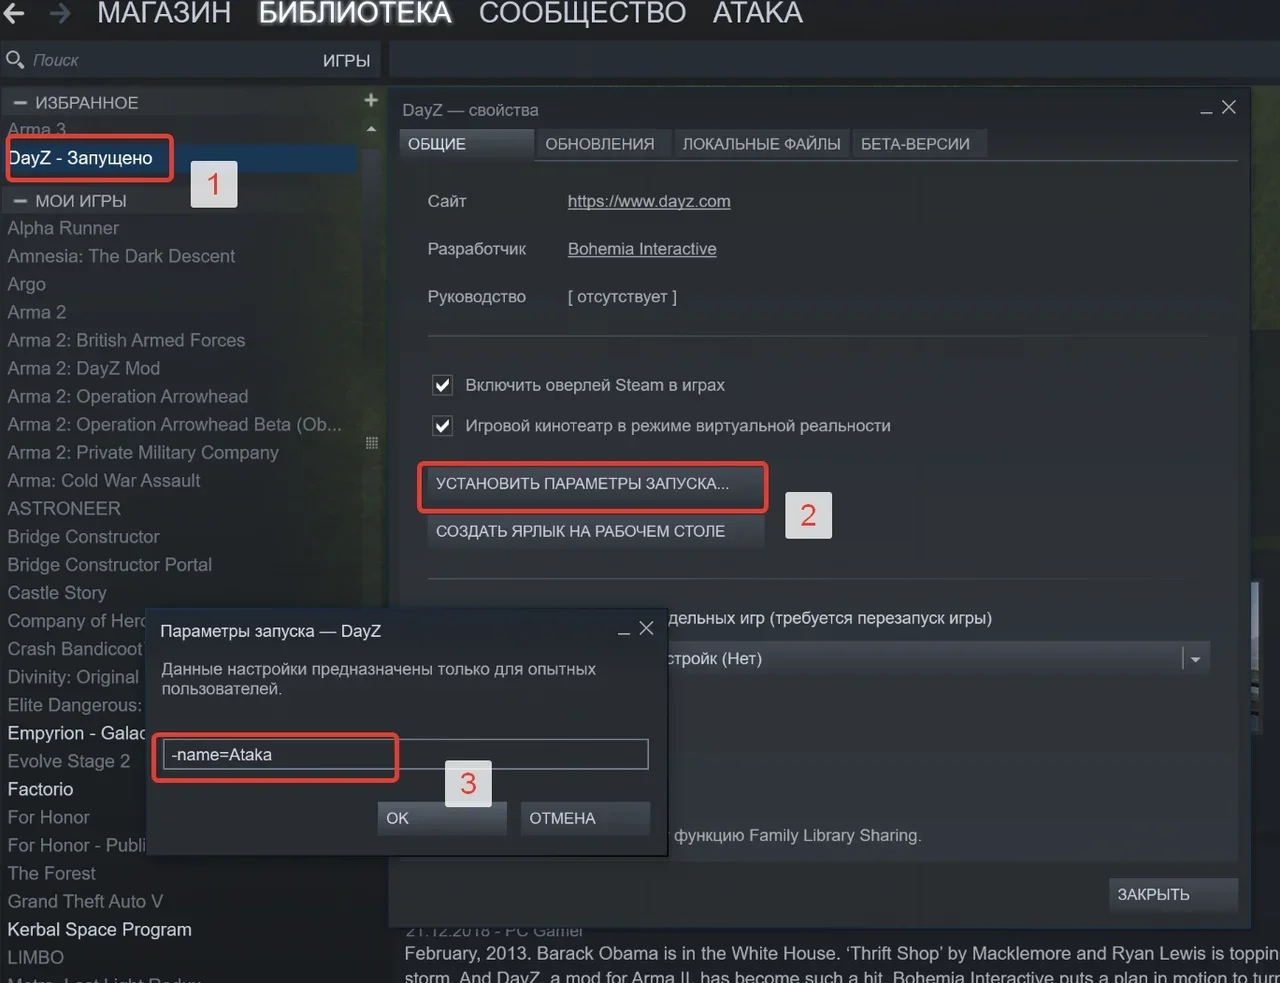 МАГАЗИН БИБЛИОТЕКА СООБЩЕСТВО ATAKA
Поиск ИГРЫ
ИЗБРАННОЕ
Arma 3
DayZ - Запущено
1
МОИ ИГРЫ
Alpha Runner
Amnesia: The Dark Descent
Argo
Arma 2
Arma 2: British Armed Forces
Arma 2: DayZ Mod
Arma 2: Operation Arrowhead
Arma 2: Operation Arrowhead Beta (Ob...
Arma 2: Private Military Company
Arma: Cold War Assault
ASTRONEER
Bridge Constructor
Bridge Constructor Portal
Castle Story
Company of Herc
Crash Bandicoot
Divinity: Original
Elite Dangerous:
Empyrion - Galac
Evolve Stage 2
Factorio
For Honor
For Honor - Publi
The Forest
Grand Theft Auto V
Kerbal Space Program
LIMBO
DayZ — свойства
ОБЩИЕ ОБНОВЛЕНИЯ ЛОКАЛЬНЫЕ ФАЙЛЫ БЕТА-ВЕРСИИ
Сайт https://www.dayz.com
Разработчик Bohemia Interactive
Руководство [ отсутствует ]
Включить оверлей Steam в играх
Игровой кинотеатр в режиме виртуальной реальности
УСТАНОВИТЬ ПАРАМЕТРЫ ЗАПУСКА...
2
СОЗДАТЬ ЯРЛЫК НА РАБОЧЕМ СТОЛЕ
дельных игр (требуется перезапуск игры)
стройк (Нет)
функцию Family Library Sharing.
ЗАКРЫТЬ
Параметры запуска — DayZ
Данные настройки предназначены только для опытных
пользователей.
-name=Ataka
3
OK ОТМЕНА
21.12.2018 - PC Gamer
February, 2013. Barack Obama is in the White House. ‘Thrift Shop’ by Macklemore and Ryan Lewis is toppin
storm. And DayZ, a mod for Arma II, has become such a hit, Bohemia Interactive puts a plan in motion to turn